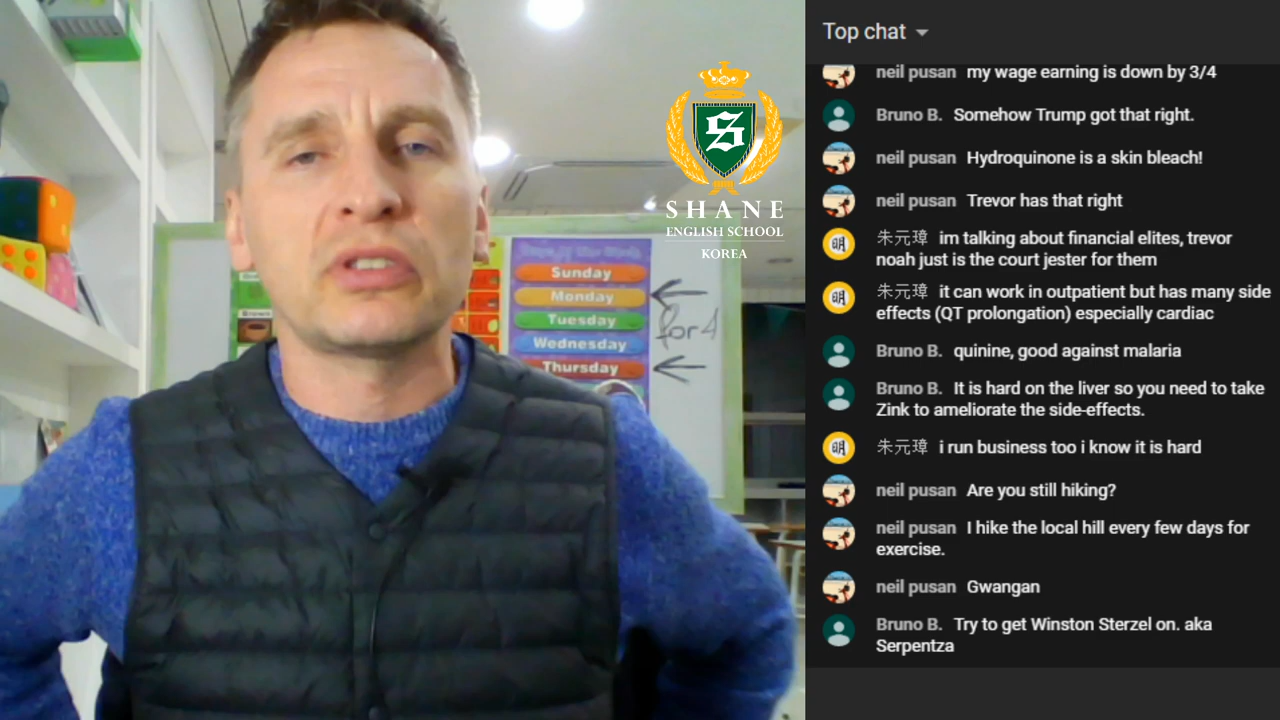 S
SHANE
ENGLISH SCHOOL
KOREA
Days of the Week
Sunday
Monday
Tuesday
Wednesday
Thursday
for 4
Top chat
neil pusan my wage earning is down by 3/4
Bruno B. Somehow Trump got that right.
neil pusan Hydroquinone is a skin bleach!
neil pusan Trevor has that right
明 朱元璋 im talking about financial elites, trevor
noah just is the court jester for them
明 朱元璋 it can work in outpatient but has many side
effects (QT prolongation) especially cardiac
Bruno B. quinine, good against malaria
Bruno B. It is hard on the liver so you need to take
Zink to ameliorate the side-effects.
明 朱元璋 i run business too i know it is hard
neil pusan Are you still hiking?
neil pusan I hike the local hill every few days for
exercise.
neil pusan Gwangan
Bruno B. Try to get Winston Sterzel on. aka
Serpentza